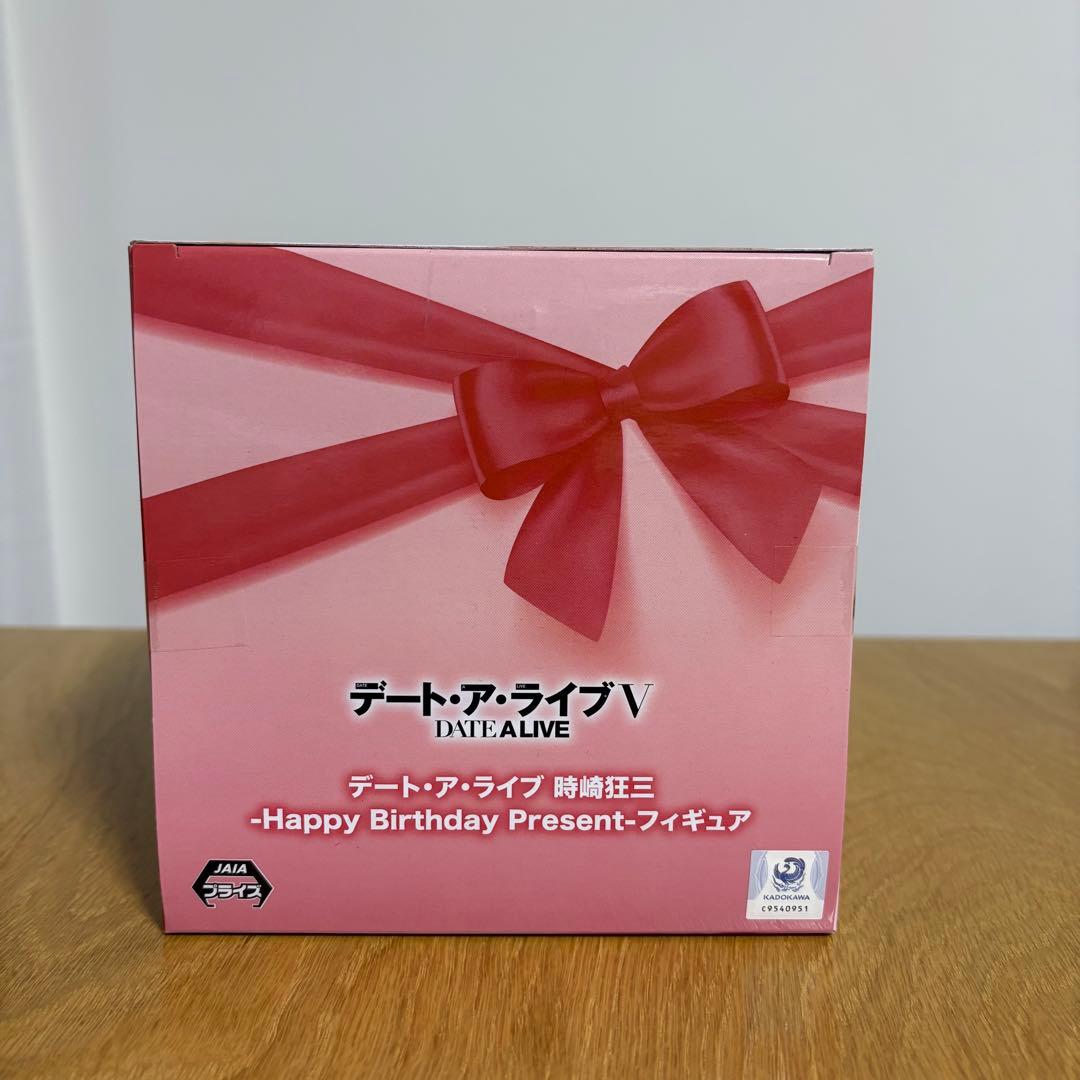 デート・ア・ライブV
DATE A LIVE
デート・ア・ライブ 時崎狂三
-Happy Birthday Present-フィギュア
JAIA
プライズ
KADOKAWA
C9540951